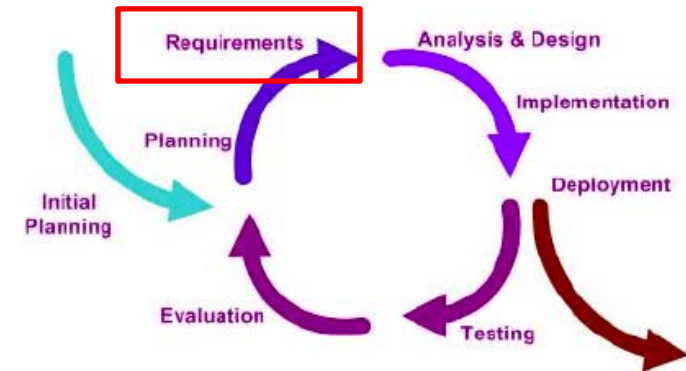 Requirements
Analysis & Design
Implementation
Planning
Deployment
Initial
Planning
Evaluation
Testing